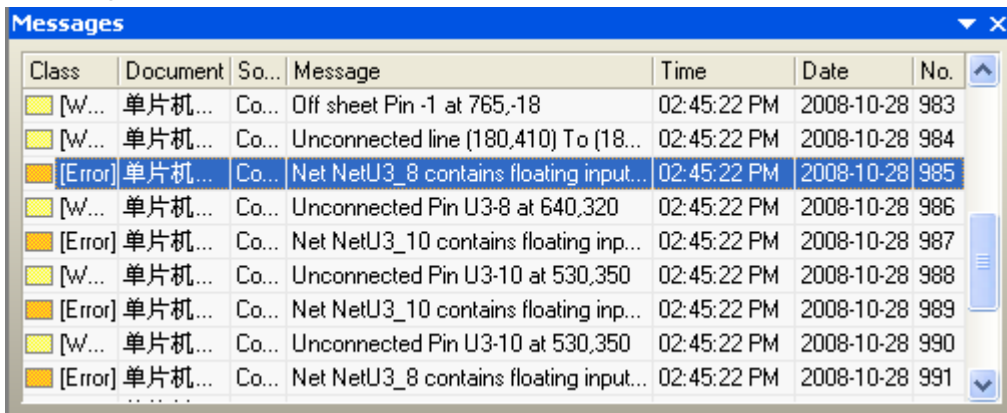 Messages
Class Document So... Message Time Date No.
[W... 单片机... Co... Off sheet Pin -1 at 765,-18 02:45:22 PM 2008-10-28 983
[W... 单片机... Co... Unconnected line (180,410) To (18... 02:45:22 PM 2008-10-28 984
[Error] 单片机... Co... Net NetU3_8 contains floating input... 02:45:22 PM 2008-10-28 985
[W... 单片机... Co... Unconnected Pin U3-8 at 640,320 02:45:22 PM 2008-10-28 986
[Error] 单片机... Co... Net NetU3_10 contains floating inp... 02:45:22 PM 2008-10-28 987
[W... 单片机... Co... Unconnected Pin U3-10 at 530,350 02:45:22 PM 2008-10-28 988
[Error] 单片机... Co... Net NetU3_10 contains floating inp... 02:45:22 PM 2008-10-28 989
[W... 单片机... Co... Unconnected Pin U3-10 at 530,350 02:45:22 PM 2008-10-28 990
[Error] 单片机... Co... Net NetU3_8 contains floating input... 02:45:22 PM 2008-10-28 991